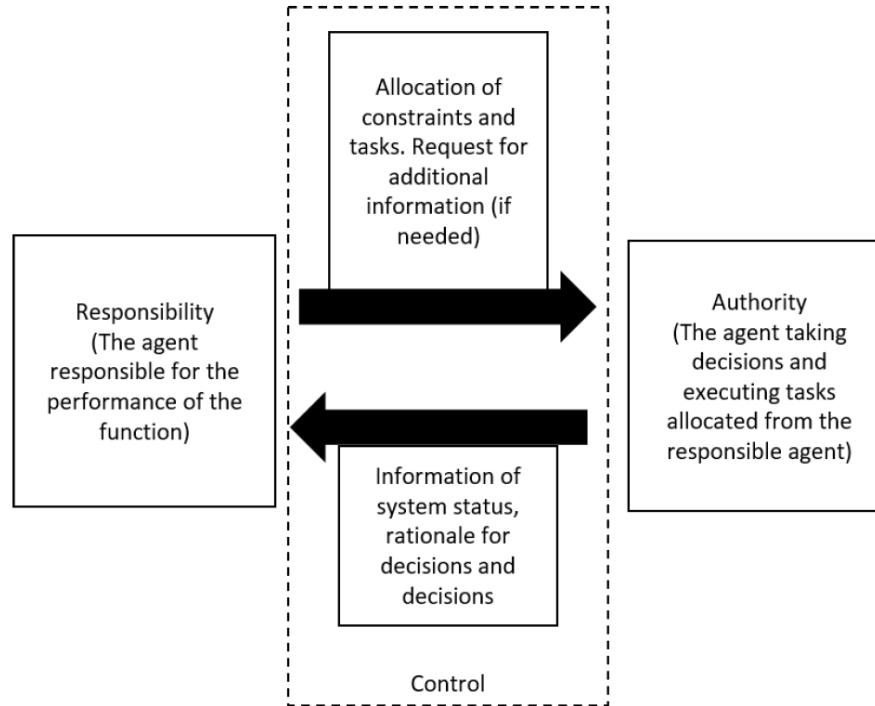 Allocation of
constraints and
tasks. Request for
additional
information (if
needed)
Responsibility
(The agent
responsible for the
performance of the
function)
Authority
(The agent taking
decisions and
executing tasks
allocated from the
responsible agent)
Information of
system status,
rationale for
decisions and
decisions
Control